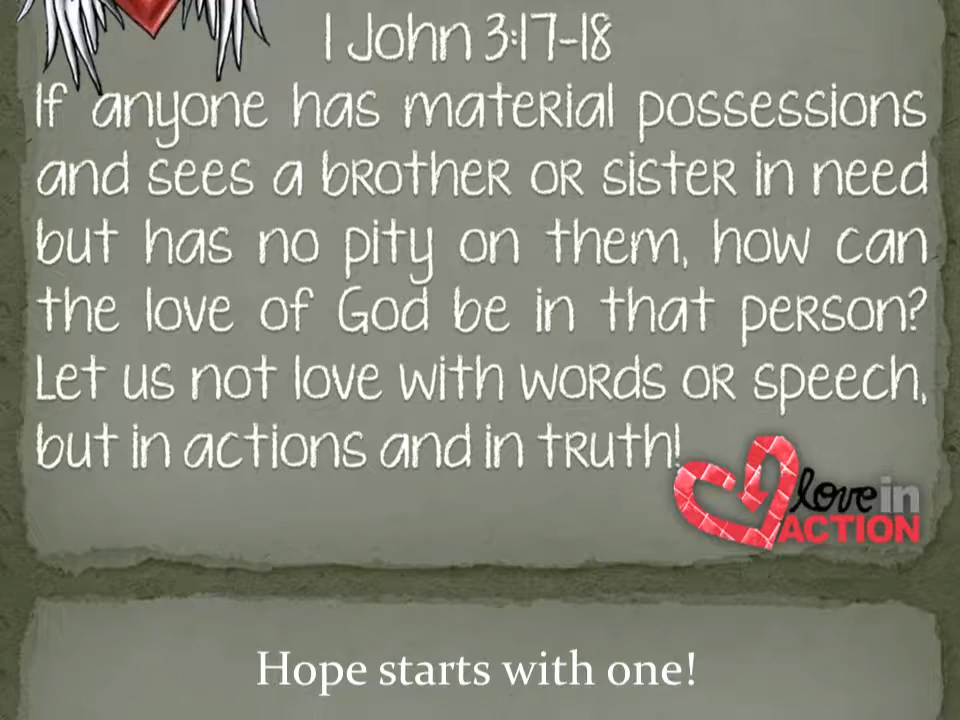 1 John 3:17-18
If anyone has material possessions
and sees a brother or sister in need
but has no pity on them, how can
the love of God be in that person?
Let us not love with words or speech,
but in actions and in truth!
love in
ACTION
Hope starts with one!